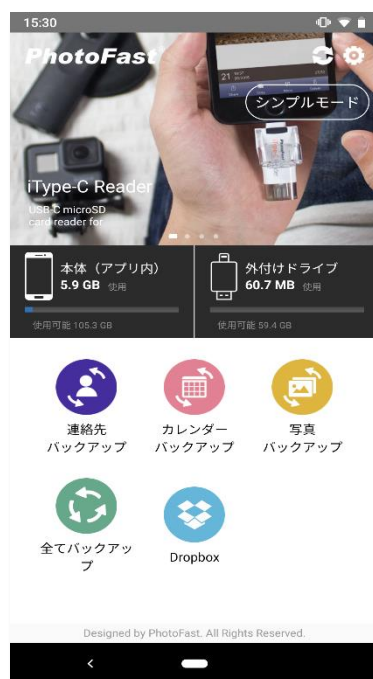 15:30
PhotoFast
21
シンプルモード
iType-C Reader
USB-C microSD
card reader for
本体（アプリ内）
5.9 GB 使用
使用可能 105.3 GB
外付けドライブ
60.7 MB 使用
使用可能 59.4 GB
連絡先
バックアップ
カレンダー
バックアップ
写真
バックアップ
全てバックアッ
プ
Dropbox
Designed by PhotoFast. All Rights Reserved.